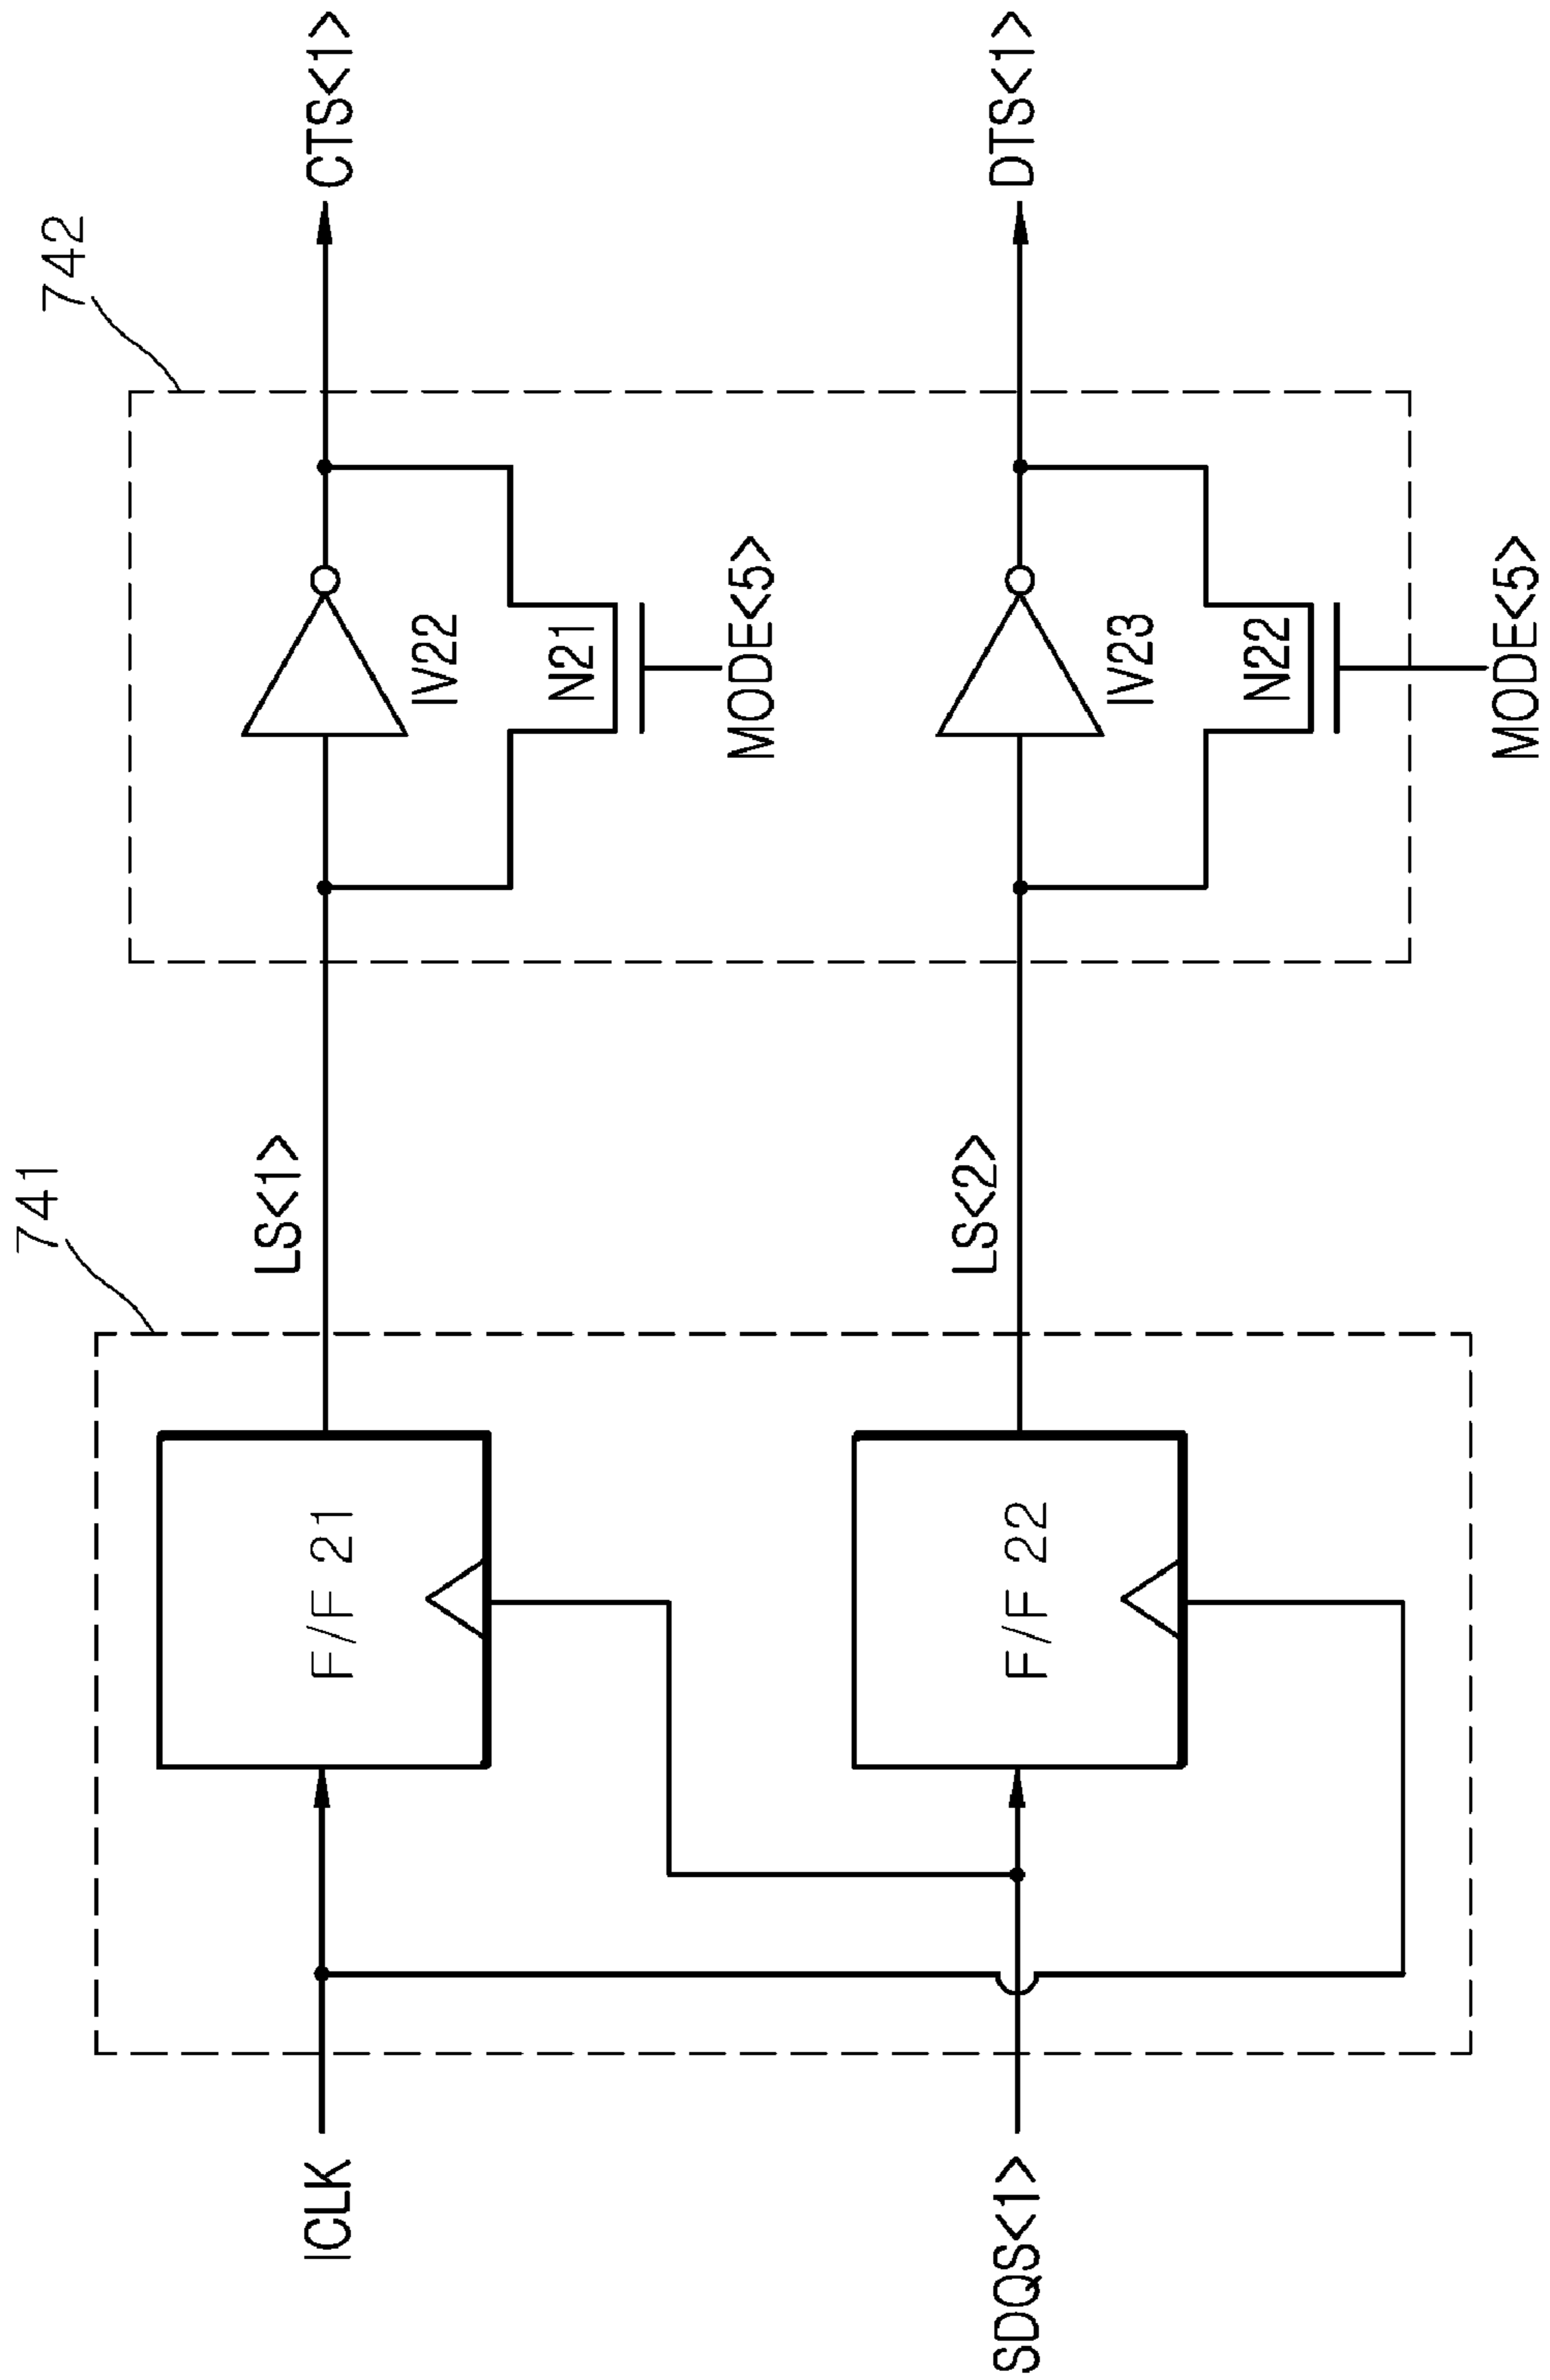 741
742
ICLK
F/F 21
LS<1>
IV22
CTS<1>
N21
MODE<5>
SDQS<1>
F/F 22
LS<2>
IV23
DTS<1>
N22
MODE<5>